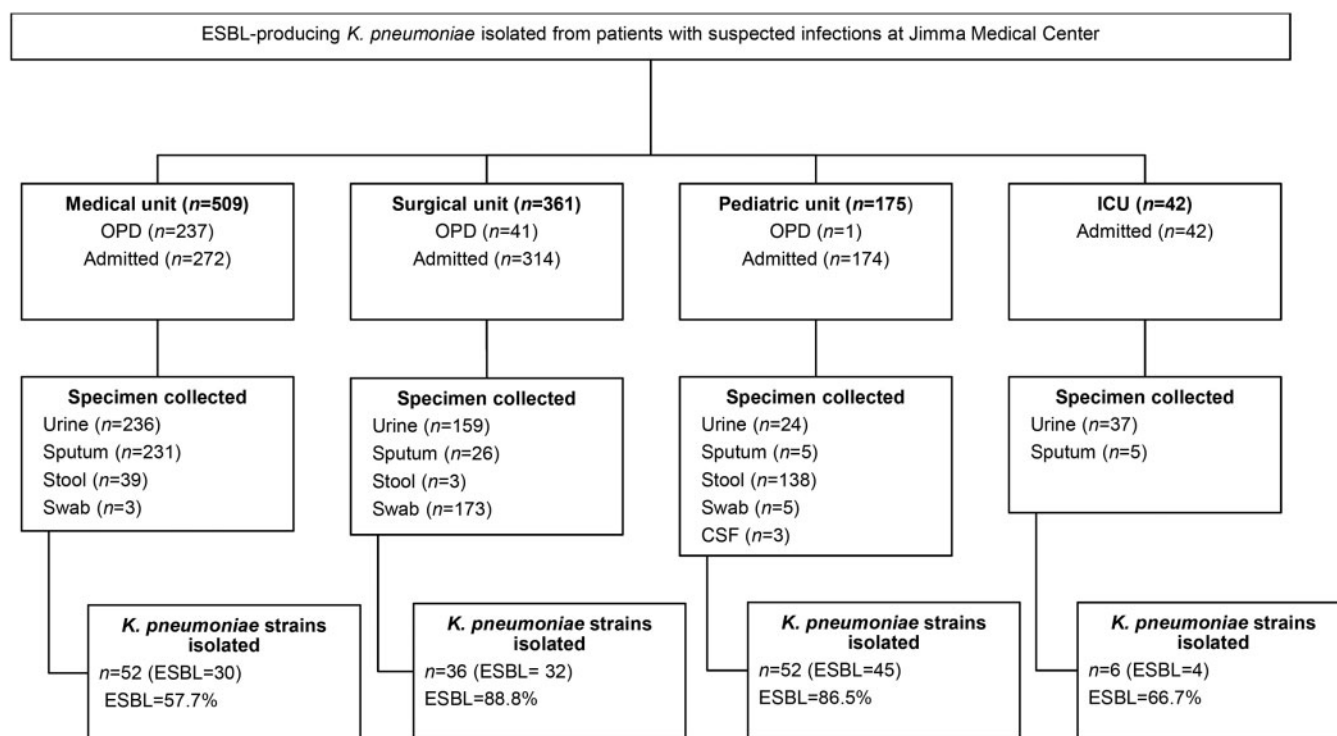 ESBL-producing K. pneumoniae isolated from patients with suspected infections at Jimma Medical Center
Medical unit (n=509)
OPD (n=237)
Admitted (n=272)
Surgical unit (n=361)
OPD (n=41)
Admitted (n=314)
Pediatric unit (n=175)
OPD (n=1)
Admitted (n=174)
ICU (n=42)
Admitted (n=42)
Specimen collected
Urine (n=236)
Sputum (n=231)
Stool (n=39)
Swab (n=3)
Specimen collected
Urine (n=159)
Sputum (n=26)
Stool (n=3)
Swab (n=173)
Specimen collected
Urine (n=24)
Sputum (n=5)
Stool (n=138)
Swab (n=5)
CSF (n=3)
Specimen collected
Urine (n=37)
Sputum (n=5)
K. pneumoniae strains
isolated
n=52 (ESBL=30)
ESBL=57.7%
K. pneumoniae strains
isolated
n=36 (ESBL= 32)
ESBL=88.8%
K. pneumoniae strains
isolated
n=52 (ESBL=45)
ESBL=86.5%
K. pneumoniae strains
isolated
n=6 (ESBL=4)
ESBL=66.7%